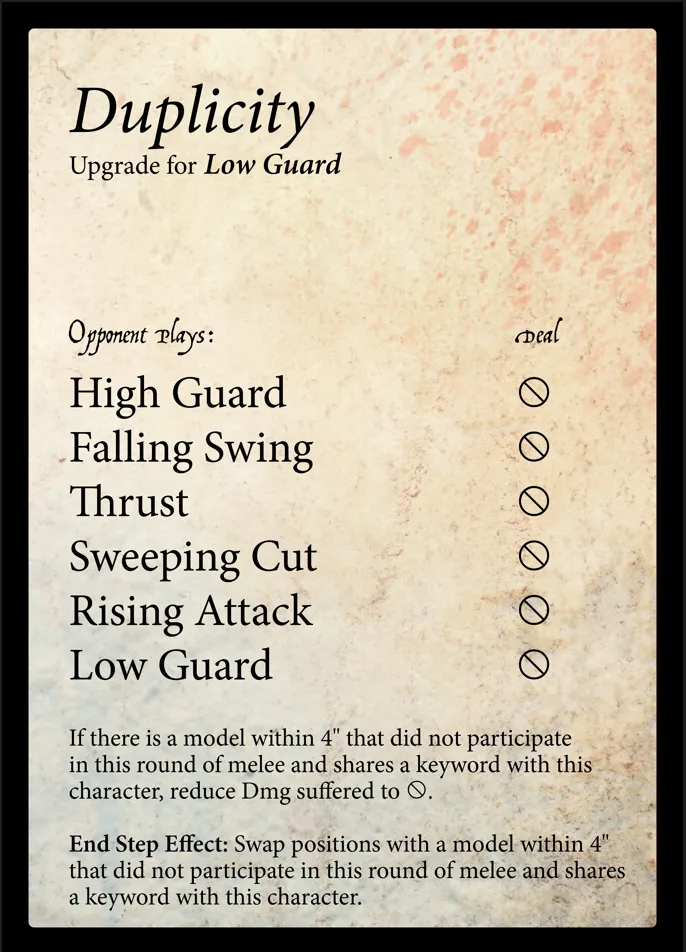 Duplicity
Upgrade for Low Guard
Opponent Plays: Deal
High Guard 🛇
Falling Swing 🛇
Thrust 🛇
Sweeping Cut 🛇
Rising Attack 🛇
Low Guard 🛇
If there is a model within 4" that did not participate
in this round of melee and shares a keyword with this
character, reduce Dmg suffered to 🛇.
End Step Effect: Swap positions with a model within 4"
that did not participate in this round of melee and shares
a keyword with this character.